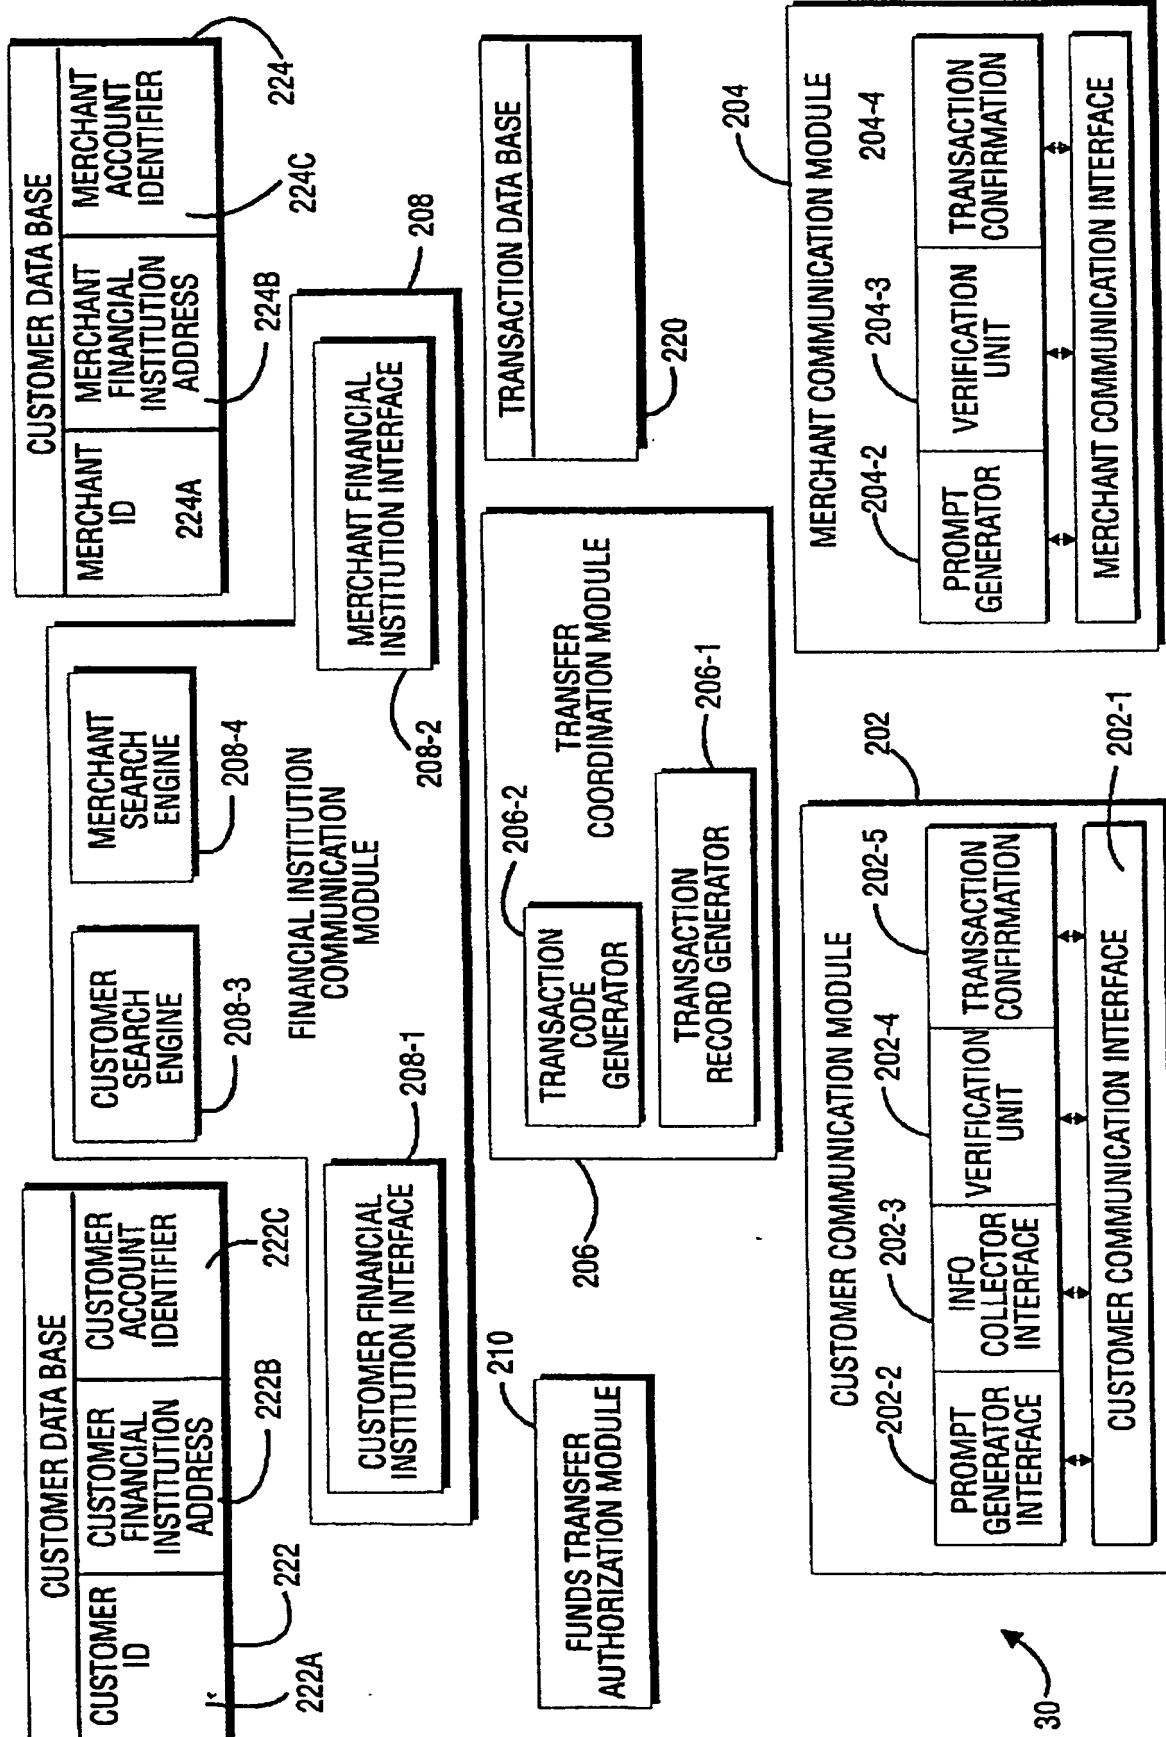 CUSTOMER DATA BASE
CUSTOMER
ID
222A
CUSTOMER
FINANCIAL
INSTITUTION
ADDRESS
CUSTOMER
ACCOUNT
IDENTIFIER
222
222B
222C
CUSTOMER
SEARCH
ENGINE
208-3
MERCHANT
SEARCH
ENGINE
208-4
FINANCIAL INSTITUTION
COMMUNICATION
MODULE
CUSTOMER DATA BASE
MERCHANT
ID
224A
MERCHANT
FINANCIAL
INSTITUTION
ADDRESS
MERCHANT
ACCOUNT
IDENTIFIER
224
224B
224C
CUSTOMER FINANCIAL
INSTITUTION INTERFACE
208-1
MERCHANT FINANCIAL
INSTITUTION INTERFACE
208-2
208
FUNDS TRANSFER
AUTHORIZATION MODULE
210
206
TRANSACTION
CODE
GENERATOR
206-2
TRANSFER
COORDINATION MODULE
TRANSACTION
RECORD GENERATOR
206-1
TRANSACTION DATA BASE
220
30
CUSTOMER COMMUNICATION MODULE
202
202-2
202-3
202-4
202-5
PROMPT
GENERATOR
INTERFACE
INFO
COLLECTOR
INTERFACE
VERIFICATION
UNIT
TRANSACTION
CONFIRMATION
CUSTOMER COMMUNICATION INTERFACE
202-1
MERCHANT COMMUNICATION MODULE
204
204-2
204-3
204-4
PROMPT
GENERATOR
VERIFICATION
UNIT
TRANSACTION
CONFIRMATION
MERCHANT COMMUNICATION INTERFACE